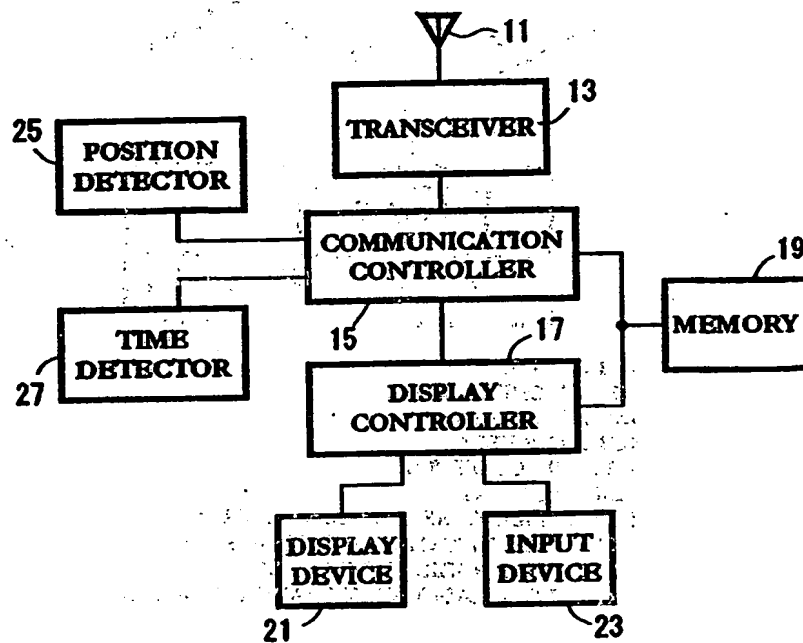 11
13
TRANSCEIVER
25
POSITION
DETECTOR
COMMUNICATION
CONTROLLER
19
MEMORY
15
17
TIME
DETECTOR
27
DISPLAY
CONTROLLER
DISPLAY
DEVICE
INPUT
DEVICE
21
23